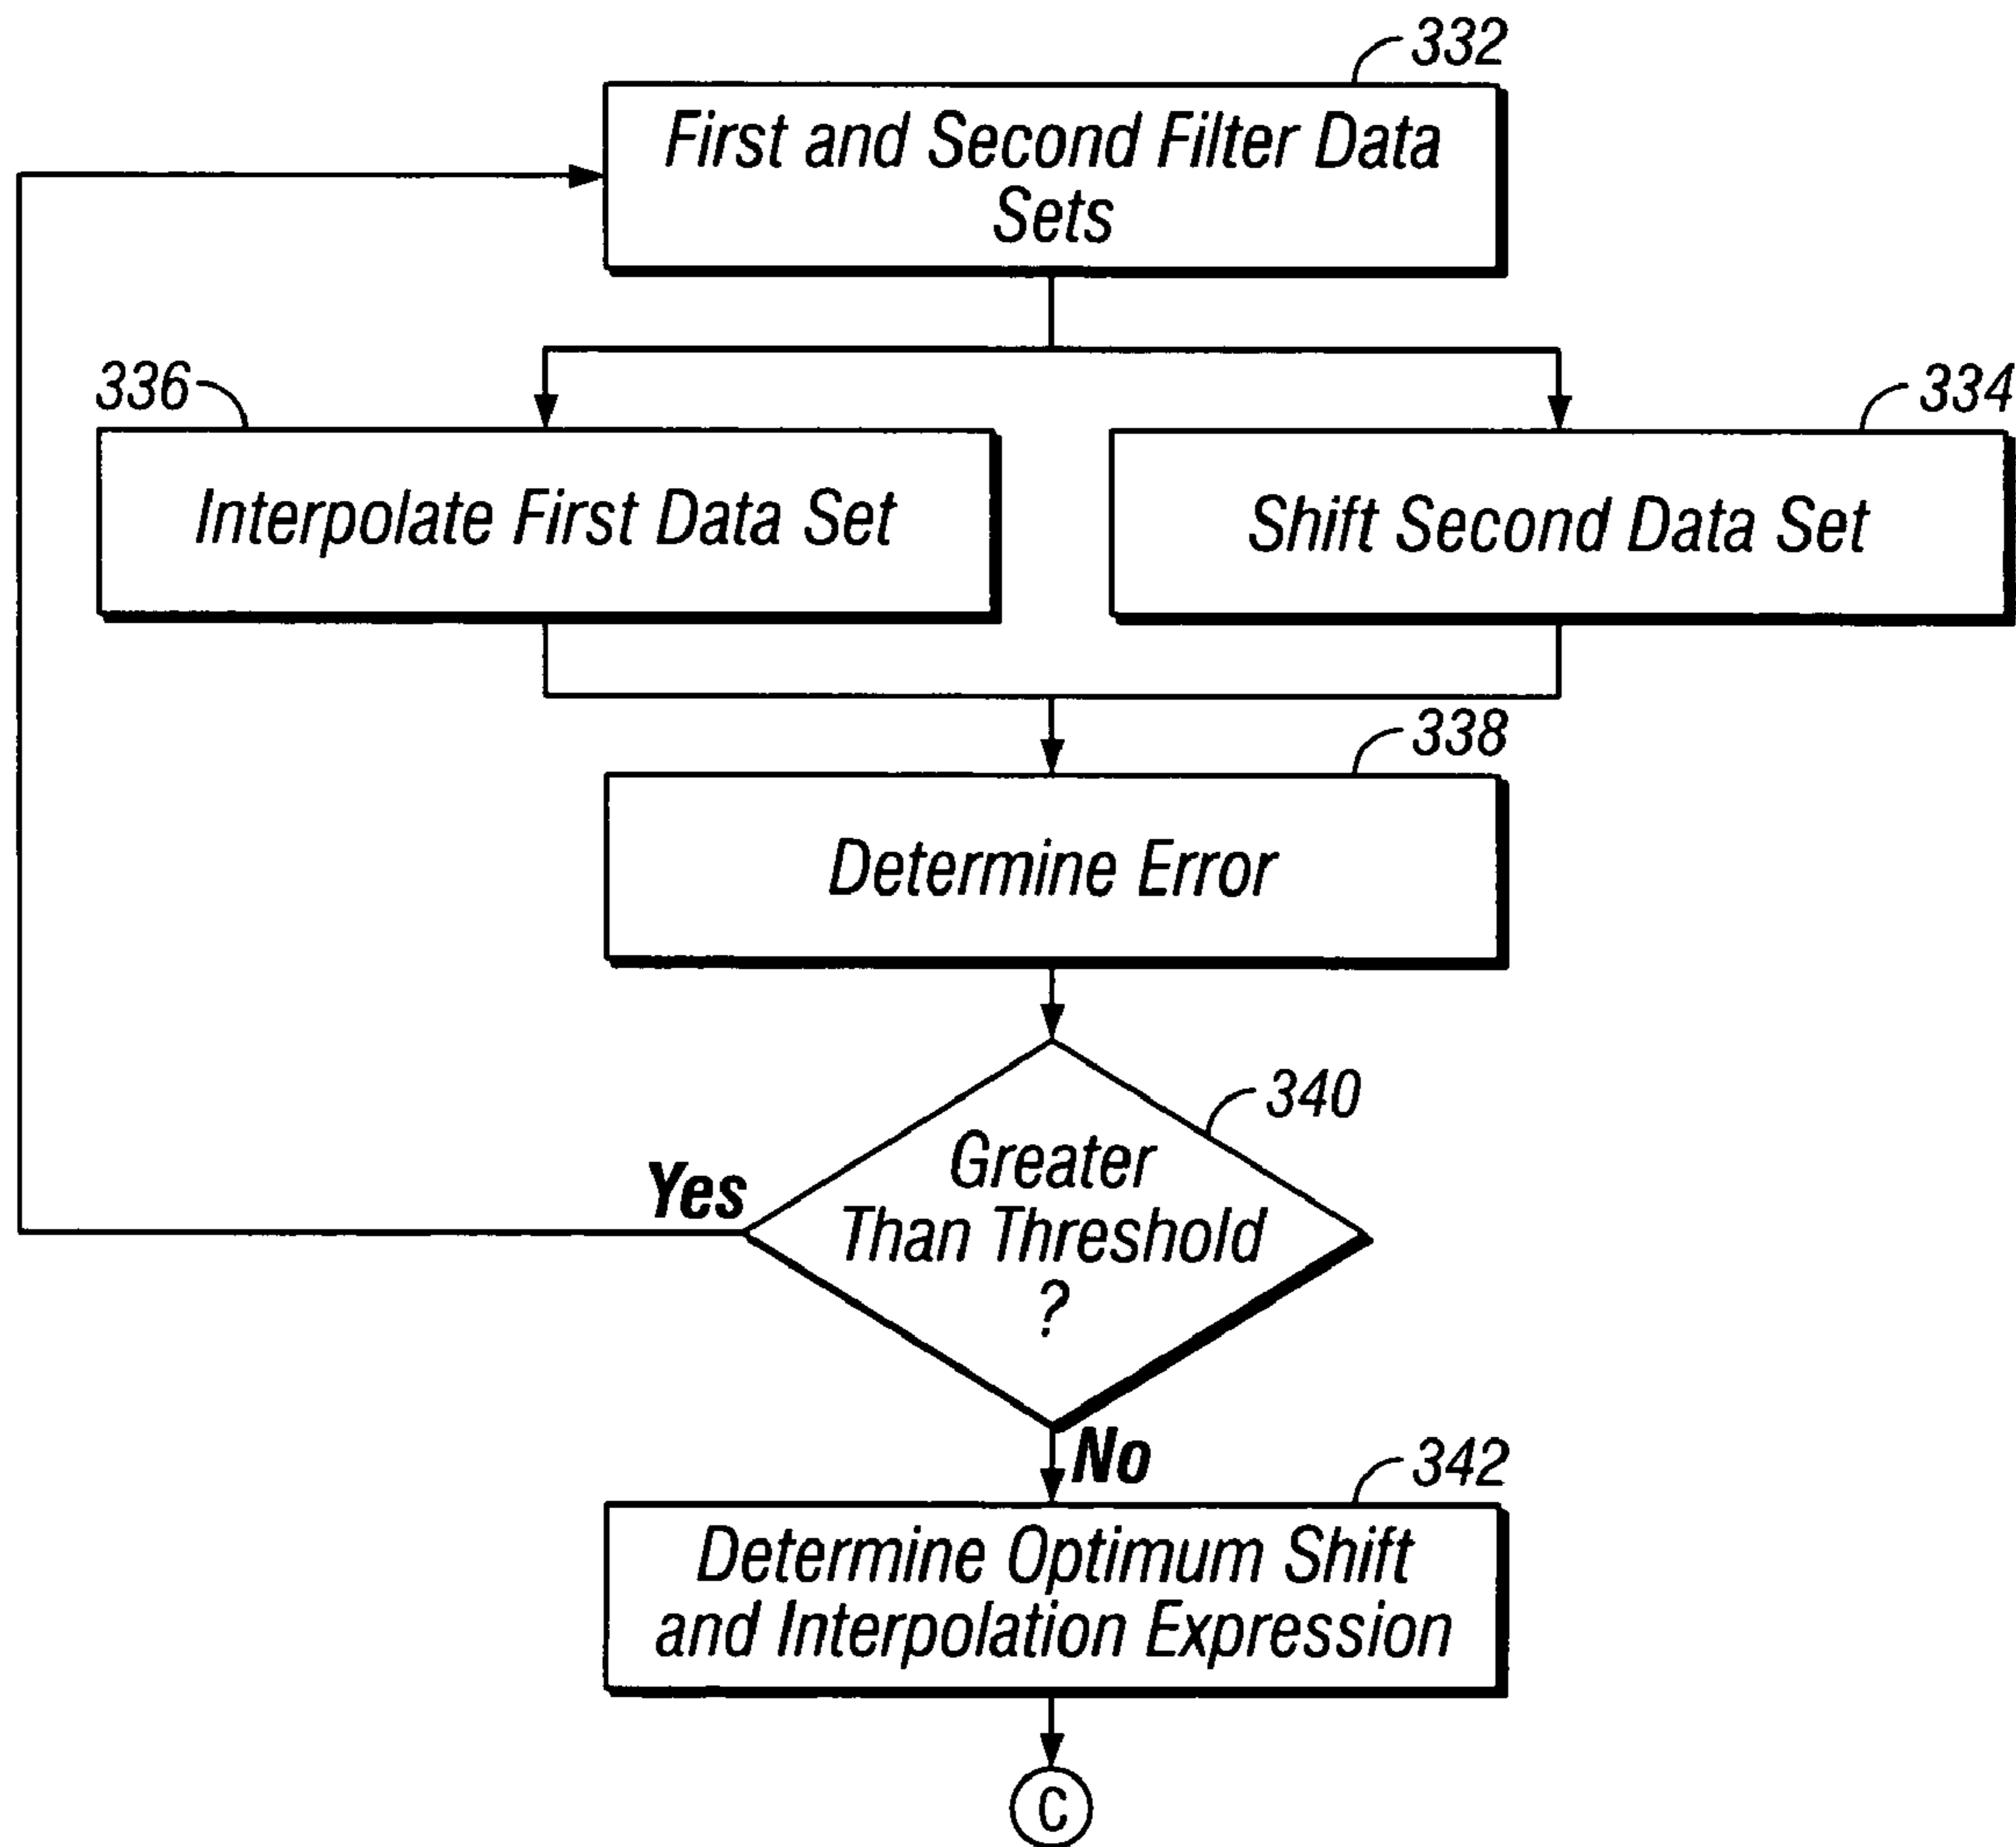 332
First and Second Filter Data
Sets
336
334
Interpolate First Data Set
Shift Second Data Set
338
Determine Error
340
Greater
Than Threshold
?
Yes
No
342
Determine Optimum Shift
and Interpolation Expression
C